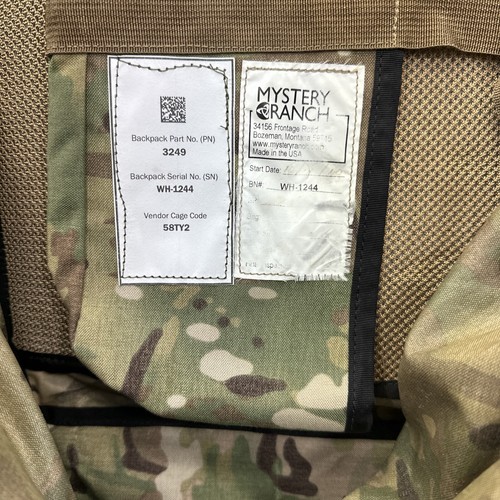 Backpack Part No. (PN)
3249
Backpack Serial No. (SN)
WH-1244
Vendor Cage Code
58TY2
MYSTERY
RANCH
34156 Frontage Road
Bozeman, Montana 59715
www.mysteryranch
Made in the USA
Start Date:
BN# WH-1244